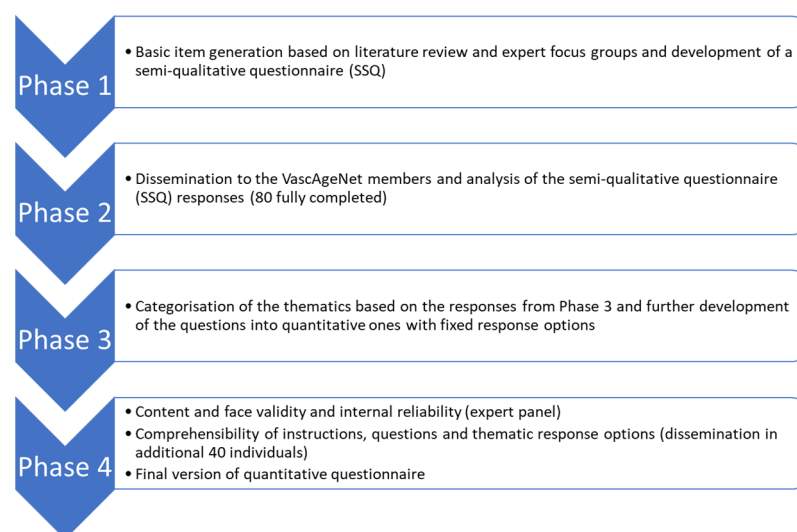 Phase 1
• Basic item generation based on literature review and expert focus groups and development of a
semi-qualitative questionnaire (SSQ)
Phase 2
• Dissemination to the VascAgeNet members and analysis of the semi-qualitative questionnaire
(SSQ) responses (80 fully completed)
Phase 3
• Categorisation of the thematics based on the responses from Phase 3 and further development
of the questions into quantitative ones with fixed response options
Phase 4
• Content and face validity and internal reliability (expert panel)
• Comprehensibility of instructions, questions and thematic response options (dissemination in
additional 40 individuals)
• Final version of quantitative questionnaire